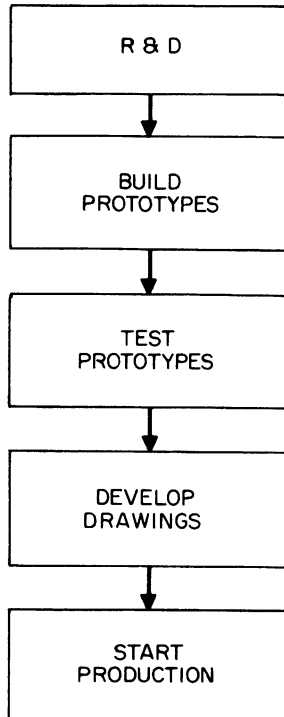 R & D
BUILD
PROTOTYPES
TEST
PROTOTYPES
DEVELOP
DRAWINGS
START
PRODUCTION